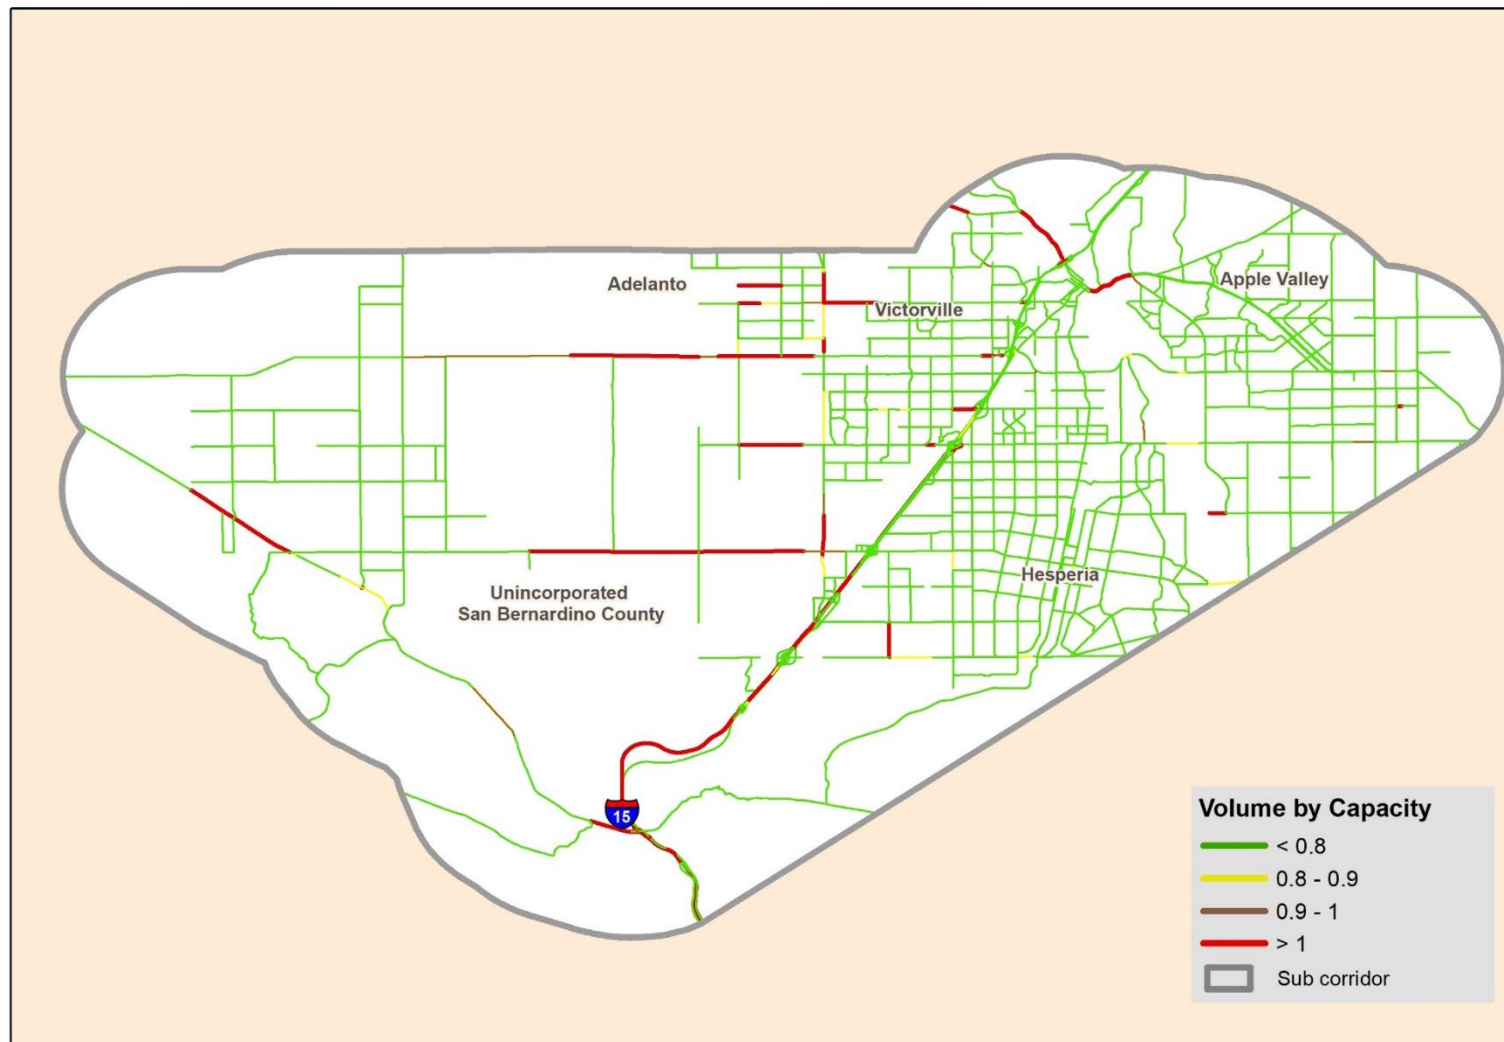 Adelanto
Apple Valley
Victorville
Hesperia
Unincorporated
San Bernardino County
15
Volume by Capacity
< 0.8
0.8 - 0.9
0.9 - 1
> 1
Sub corridor